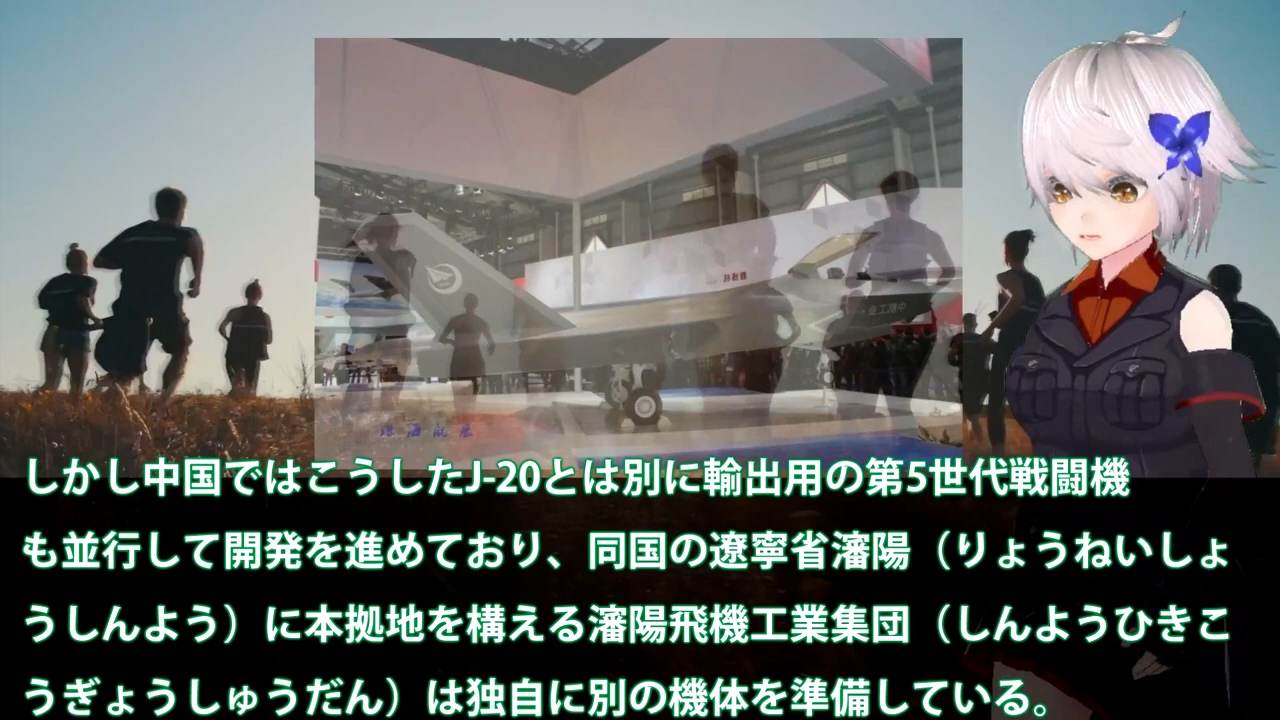 しかし中国ではこうしたJ-20とは別に輸出用の第5世代戦闘機
も並行して開発を進めており、同国の遼寧省瀋陽（りょうねいしょ
うしんよう）に本拠地を構える瀋陽飛機工業集団（しんようひきこ
うぎょうしゅうだん）は独自に別の機体を準備している。